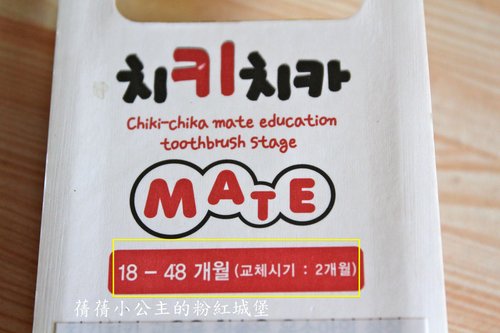 치키치카
Chiki-chika mate education
toothbrush stage
MATE
18 – 48 개월 (교체시기 : 2개월)
蒨蒨小公主的粉紅城堡